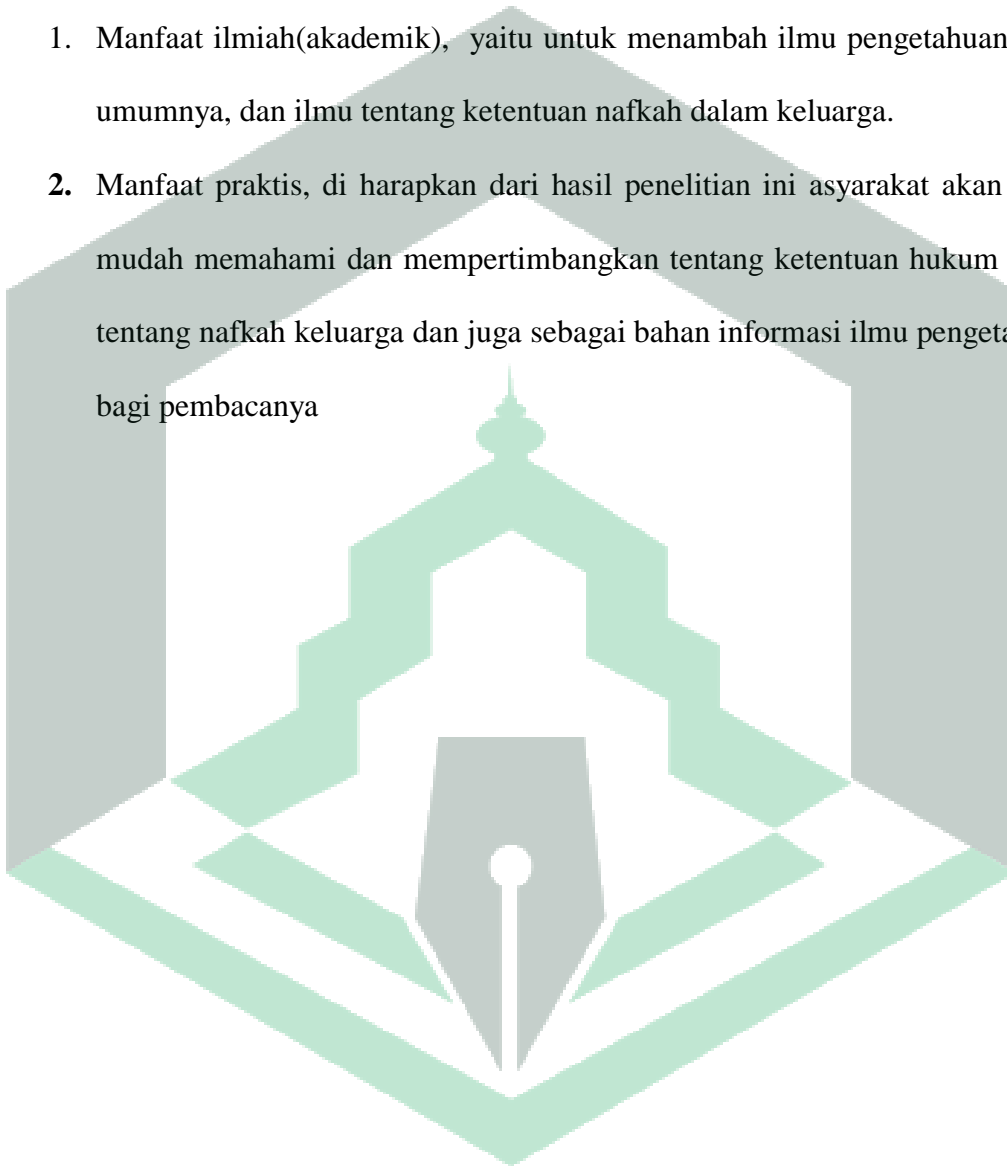 1. Manfaat ilmiah(akademik), yaitu untuk menambah ilmu pengetahuan
umumnya, dan ilmu tentang ketentuan nafkah dalam keluarga.
2. Manfaat praktis, di harapkan dari hasil penelitian ini asyarakat akan
mudah memahami dan mempertimbangkan tentang ketentuan hukum
tentang nafkah keluarga dan juga sebagai bahan informasi ilmu pengeta
bagi pembacanya